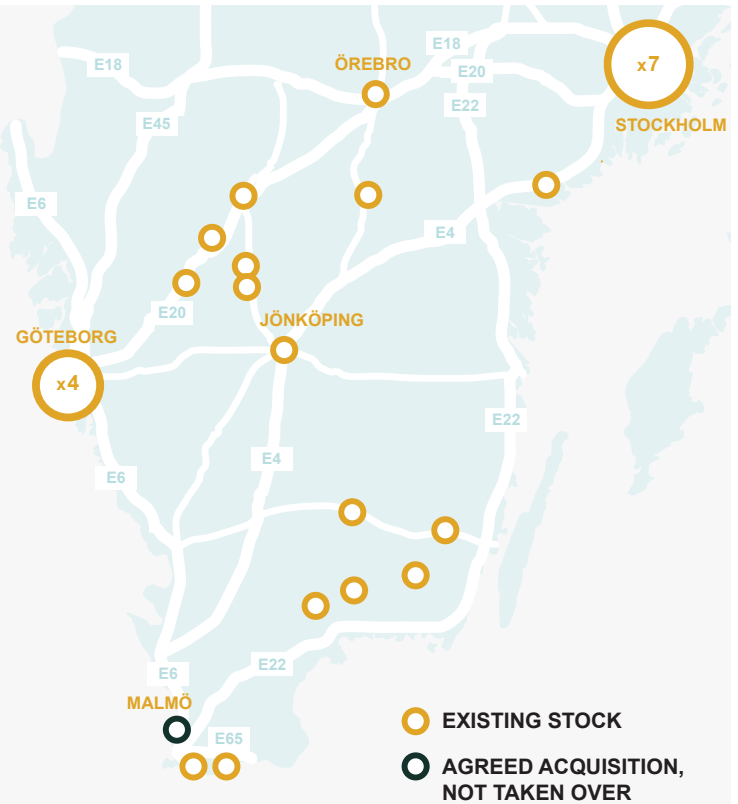 E18
ÖREBRO
x7
E18
E20
E22
E45
STOCKHOLM
E6
E4
E20
GÖTEBORG
JÖNKÖPING
x4
E22
E4
E6
E22
E6
MALMÖ
E65
EXISTING STOCK
AGREED ACQUISITION,
NOT TAKEN OVER